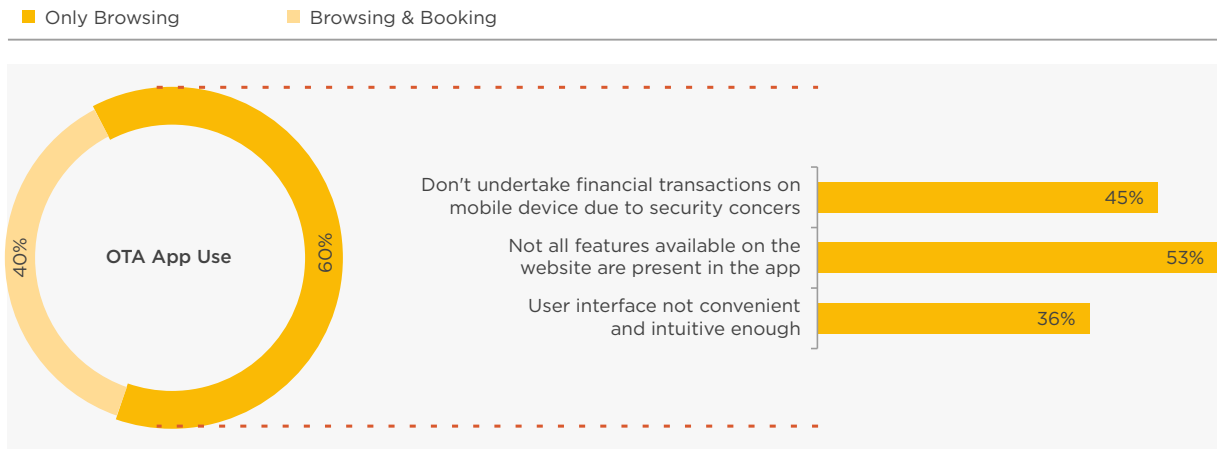 Only Browsing
Browsing & Booking
40%
OTA App Use
60%
Don't undertake financial transactions on
mobile device due to security concers
45%
Not all features available on the
website are present in the app
53%
User interface not convenient
and intuitive enough
36%